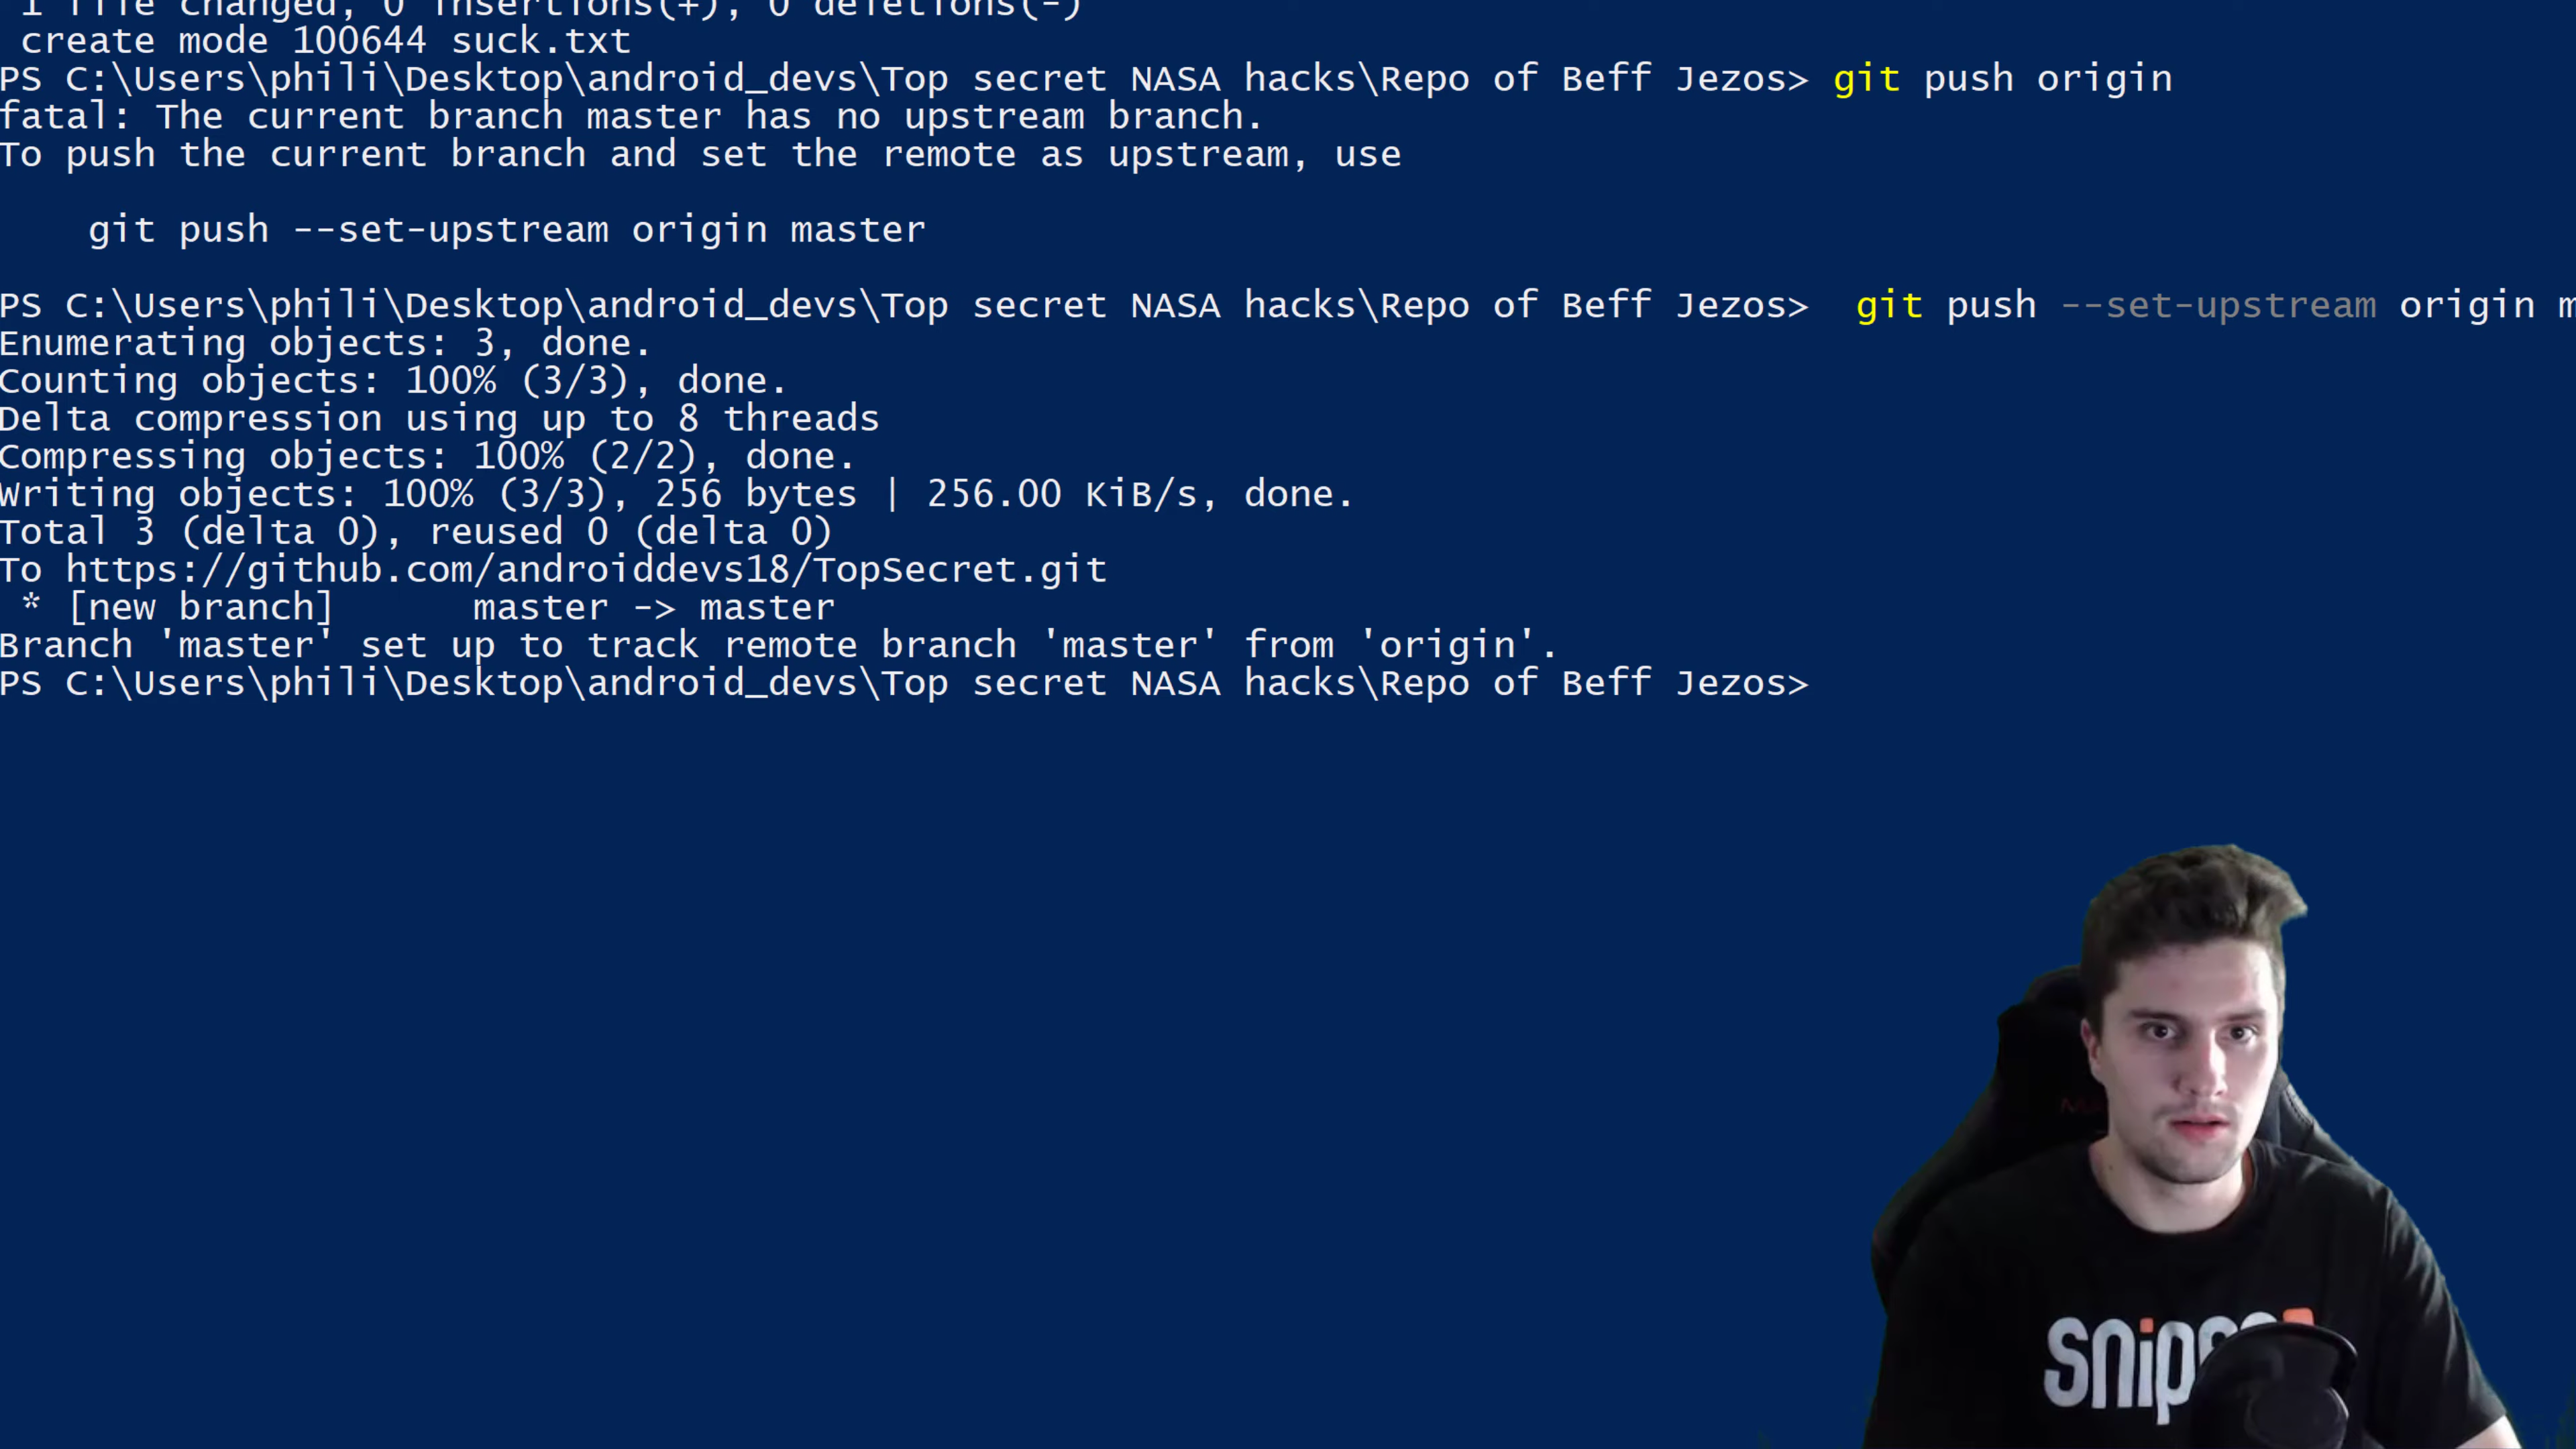 1 file changed, 0 insertions(+), 0 deletions(-)
create mode 100644 suck.txt
PS C:\Users\phili\Desktop\android_devs\Top secret NASA hacks\Repo of Beff Jezos> git push origin
fatal: The current branch master has no upstream branch.
To push the current branch and set the remote as upstream, use
git push --set-upstream origin master
PS C:\Users\phili\Desktop\android_devs\Top secret NASA hacks\Repo of Beff Jezos>  git push --set-upstream origin m
Enumerating objects: 3, done.
Counting objects: 100% (3/3), done.
Delta compression using up to 8 threads
Compressing objects: 100% (2/2), done.
Writing objects: 100% (3/3), 256 bytes | 256.00 KiB/s, done.
Total 3 (delta 0), reused 0 (delta 0)
To https://github.com/androiddevs18/TopSecret.git
* [new branch]      master -> master
Branch 'master' set up to track remote branch 'master' from 'origin'.
PS C:\Users\phili\Desktop\android_devs\Top secret NASA hacks\Repo of Beff Jezos>